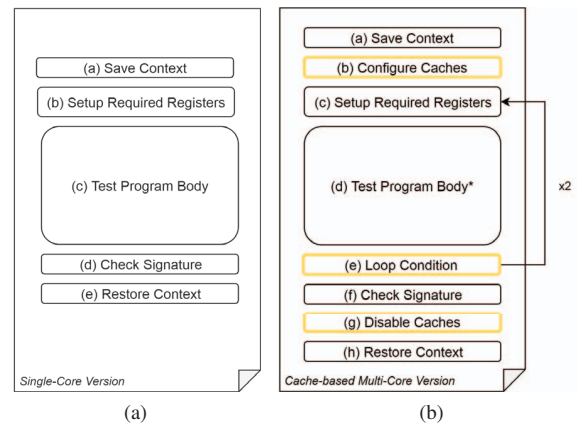 (a) Save Context
(b) Setup Required Registers
(c) Test Program Body
(d) Check Signature
(e) Restore Context
Single-Core Version
(a)
(a) Save Context
(b) Configure Caches
(c) Setup Required Registers
(d) Test Program Body*
x2
(e) Loop Condition
(f) Check Signature
(g) Disable Caches
(h) Restore Context
Cache-based Multi-Core Version
(b)